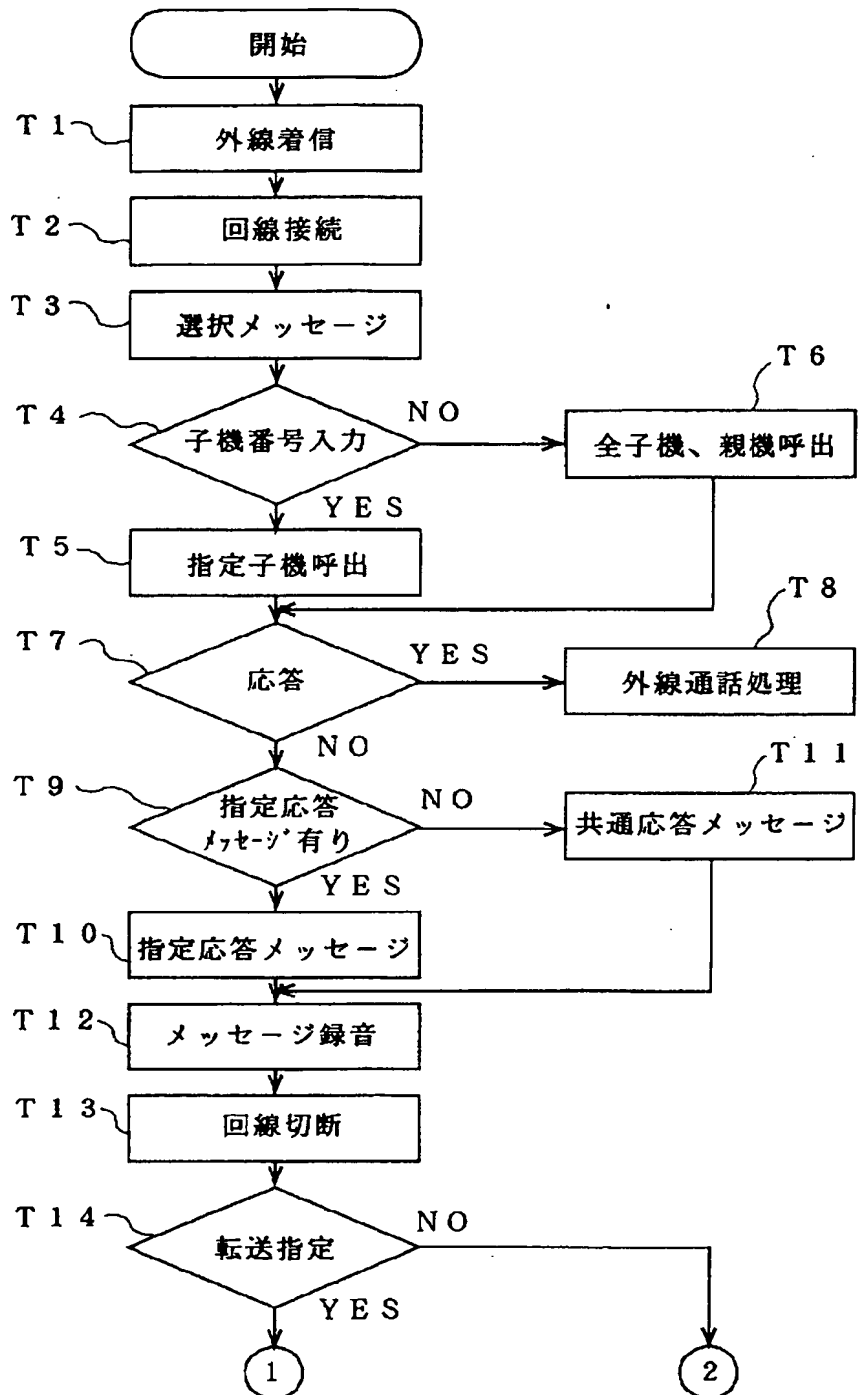 開始
T1
外線着信
T2
回線接続
T3
選択メッセージ
T4
子機番号入力
NO
T6
全子機、親機呼出
YES
T5
指定子機呼出
T7
応答
YES
T8
外線通話処理
NO
T9
指定応答
メッセージ有り
NO
T11
共通応答メッセージ
YES
T10
指定応答メッセージ
T12
メッセージ録音
T13
回線切断
T14
転送指定
NO
YES
1
2